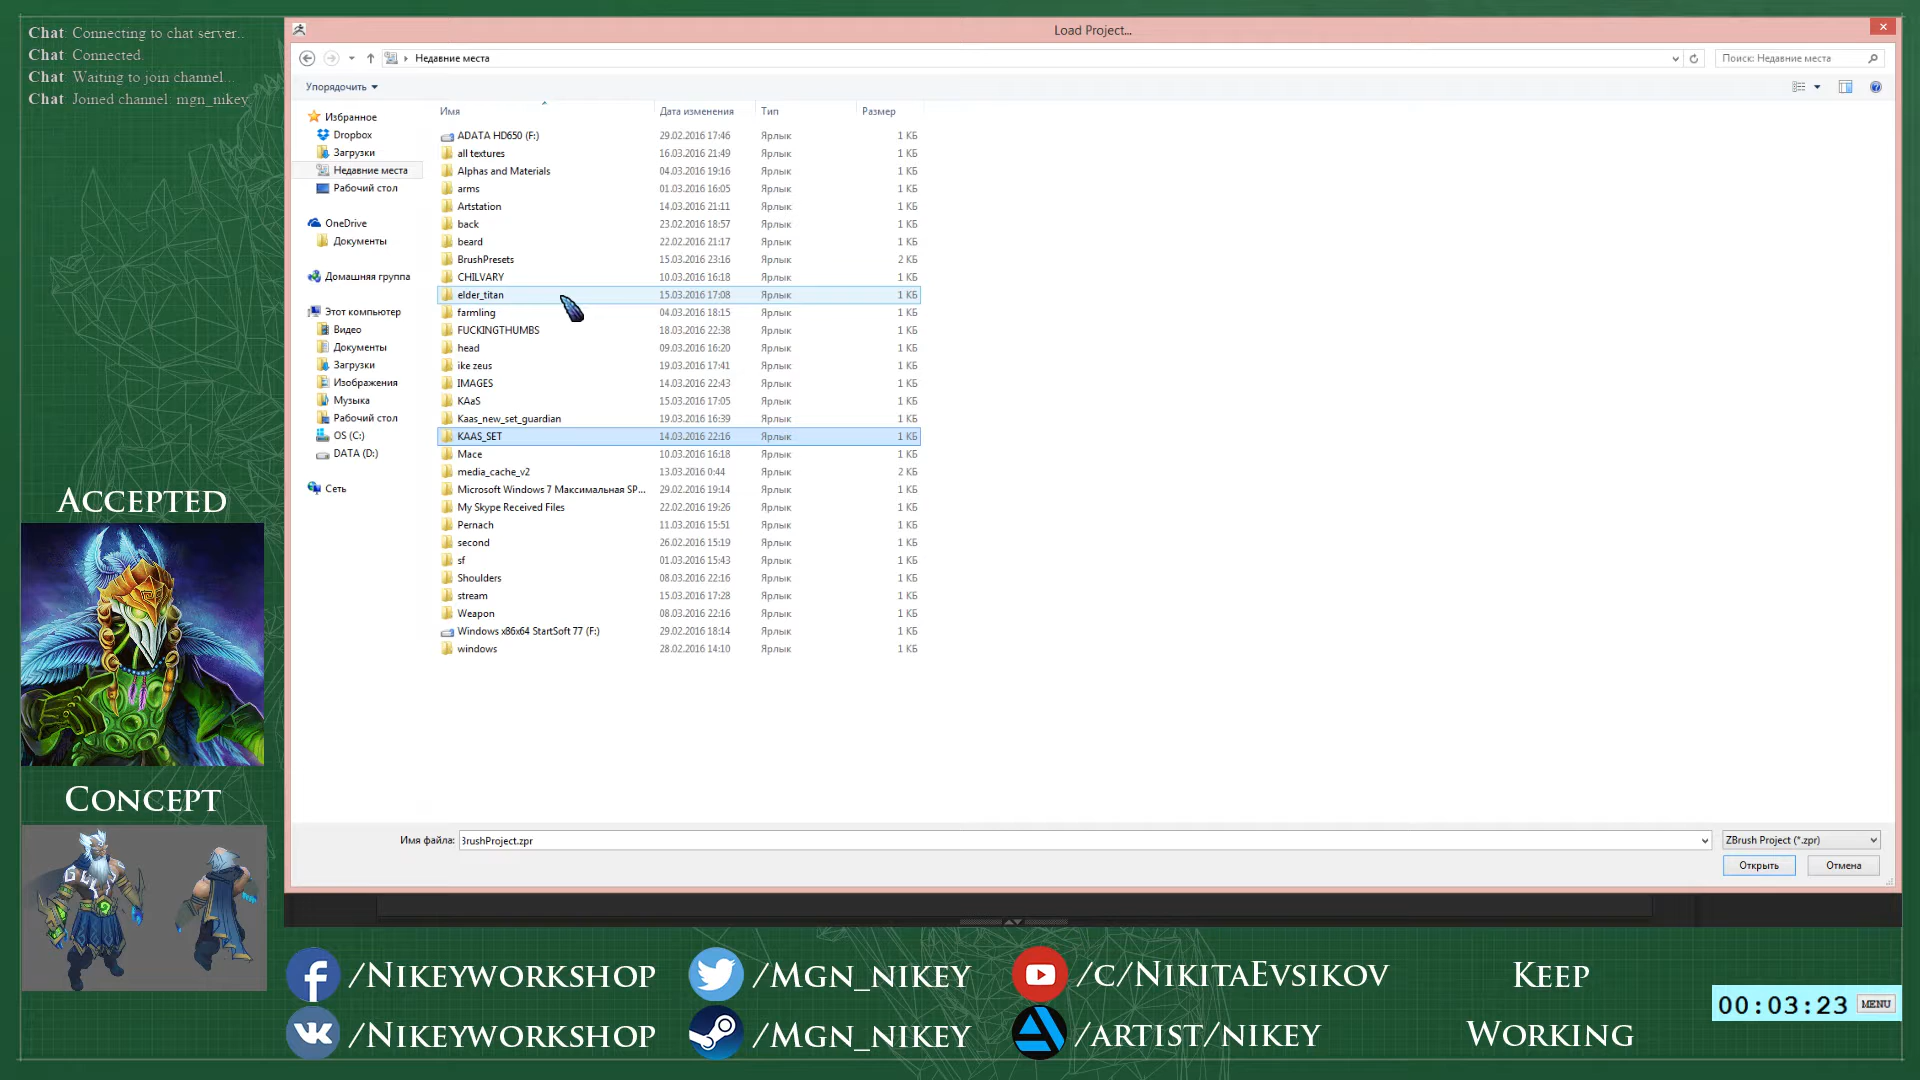 Chat: Connecting to chat server..
Chat: Connected.
Chat: Waiting to join channel...
Chat: Joined channel: mgn_nikey
Load Project...
Недавние места
Поиск: Недавние места
Упорядочить
Имя Дата изменения Тип Размер
Избранное
Dropbox
Загрузки
Недавние места
Рабочий стол
OneDrive
Документы
Домашняя группа
Этот компьютер
Видео
Документы
Загрузки
Изображения
Музыка
Рабочий стол
OS (C:)
DATA (D:)
Сеть
ADATA HD650 (F:) 29.02.2016 17:46 Ярлык 1 КБ
all textures 16.03.2016 21:49 Ярлык 1 КБ
Alphas and Materials 04.03.2016 19:16 Ярлык 1 КБ
arms 01.03.2016 16:05 Ярлык 1 КБ
Artstation 14.03.2016 21:11 Ярлык 1 КБ
back 23.02.2016 18:57 Ярлык 1 КБ
beard 22.02.2016 21:17 Ярлык 1 КБ
BrushPresets 15.03.2016 23:16 Ярлык 2 КБ
CHILVARY 10.03.2016 16:18 Ярлык 1 КБ
elder_titan 15.03.2016 17:08 Ярлык 1 КБ
farmling 04.03.2016 18:15 Ярлык 1 КБ
FUCKINGTHUMBS 18.03.2016 22:38 Ярлык 1 КБ
head 09.03.2016 16:20 Ярлык 1 КБ
ike zeus 19.03.2016 17:41 Ярлык 1 КБ
IMAGES 14.03.2016 22:43 Ярлык 1 КБ
KAaS 15.03.2016 17:05 Ярлык 1 КБ
Kaas_new_set_guardian 19.03.2016 16:39 Ярлык 1 КБ
KAAS_SET 14.03.2016 22:16 Ярлык 1 КБ
Mace 10.03.2016 16:18 Ярлык 1 КБ
media_cache_v2 13.03.2016 0:44 Ярлык 2 КБ
Microsoft Windows 7 Максимальная SP... 29.02.2016 19:14 Ярлык 1 КБ
My Skype Received Files 22.02.2016 19:26 Ярлык 1 КБ
Pernach 11.03.2016 15:51 Ярлык 1 КБ
second 26.02.2016 15:19 Ярлык 1 КБ
sf 01.03.2016 15:43 Ярлык 1 КБ
Shoulders 08.03.2016 22:16 Ярлык 1 КБ
stream 15.03.2016 17:28 Ярлык 1 КБ
Weapon 08.03.2016 22:16 Ярлык 1 КБ
Windows x86x64 StartSoft 77 (F:) 29.02.2016 18:14 Ярлык 1 КБ
windows 28.02.2016 14:10 Ярлык 1 КБ
Accepted
Concept
Имя файла: 3rushProject.zpr
ZBrush Project (*.zpr)
Открыть Отмена
/Nikeyworkshop /Mgn_nikey /c/NikitaEvsikov Keep
/Nikeyworkshop /Mgn_nikey /artist/nikey Working
00:03:23 MENU